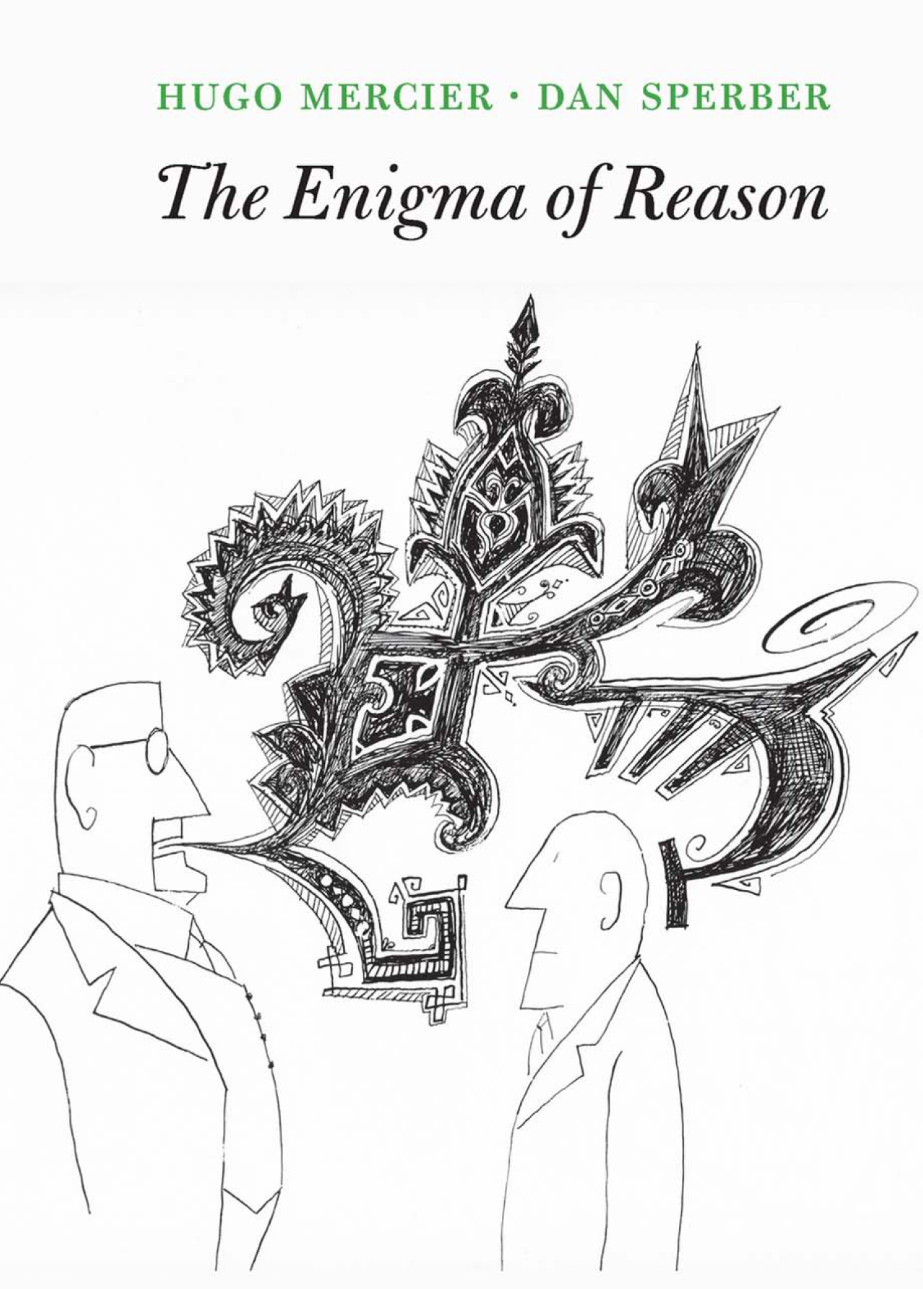 HUGO MERCIER · DAN SPERBER
The Enigma of Reason